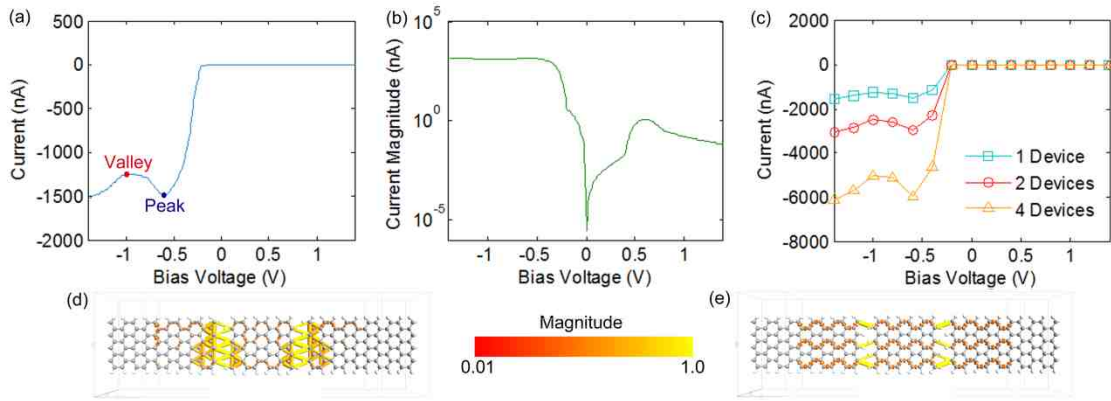 (a)
500
0
-500
-1000
-1500
-2000
Current (nA)
Valley
Peak
-1 -0.5 0 0.5 1
Bias Voltage (V)
(b)
10^5
10^0
10^-5
Current Magnitude (nA)
-1 -0.5 0 0.5 1
Bias Voltage (V)
(c)
2000
0
-2000
-4000
-6000
-8000
Current (nA)
1 Device
2 Devices
4 Devices
-1 -0.5 0 0.5 1
Bias Voltage (V)
(d)
Magnitude
0.01 1.0
(e)